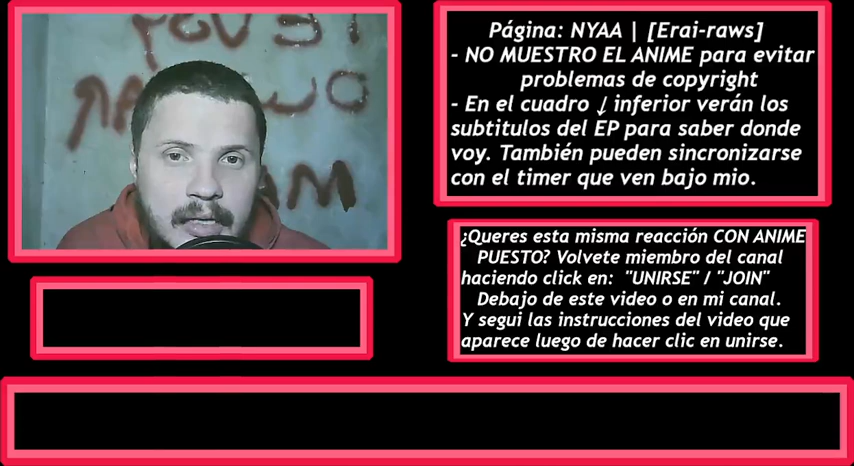 Página: NYAA | [Erai-raws]
- NO MUESTRO EL ANIME para evitar
problemas de copyright
- En el cuadro ↓ inferior verán los
subtitulos del EP para saber donde
voy. También pueden sincronizarse
con el timer que ven bajo mio.
¿Queres esta misma reacción CON ANIME
PUESTO? Volvete miembro del canal
haciendo click en: "UNIRSE" / "JOIN"
Debajo de este video o en mi canal.
Y segui las instrucciones del video que
aparece luego de hacer clic en unirse.